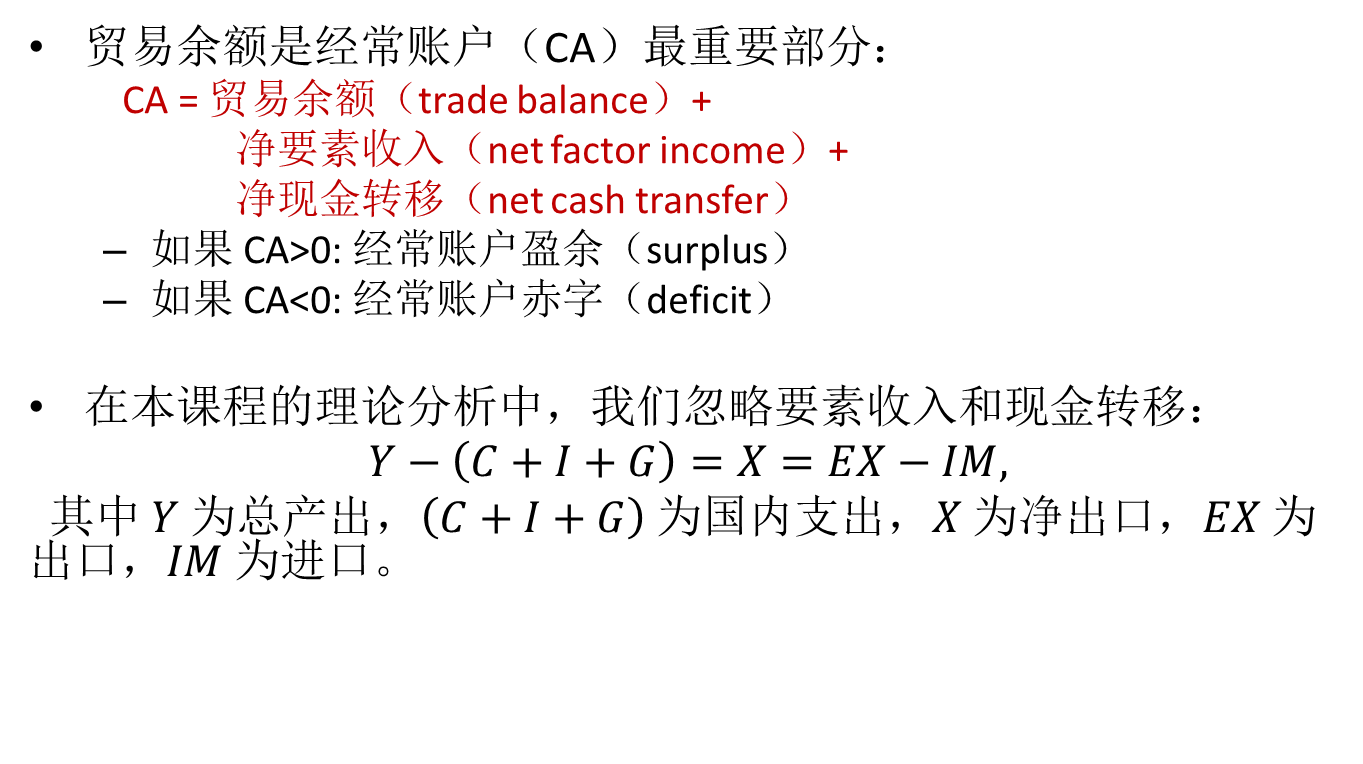 • 贸易余额是经常账户（CA）最重要部分：
CA = 贸易余额（trade balance）+
净要素收入（net factor income）+
净现金转移（net cash transfer）
– 如果 CA>0: 经常账户盈余（surplus）
– 如果 CA<0: 经常账户赤字（deficit）
• 在本课程的理论分析中，我们忽略要素收入和现金转移：
Y − (C + I + G) = X = EX − IM,
其中 Y 为总产出，(C + I + G) 为国内支出，X 为净出口，EX 为
出口，IM 为进口。